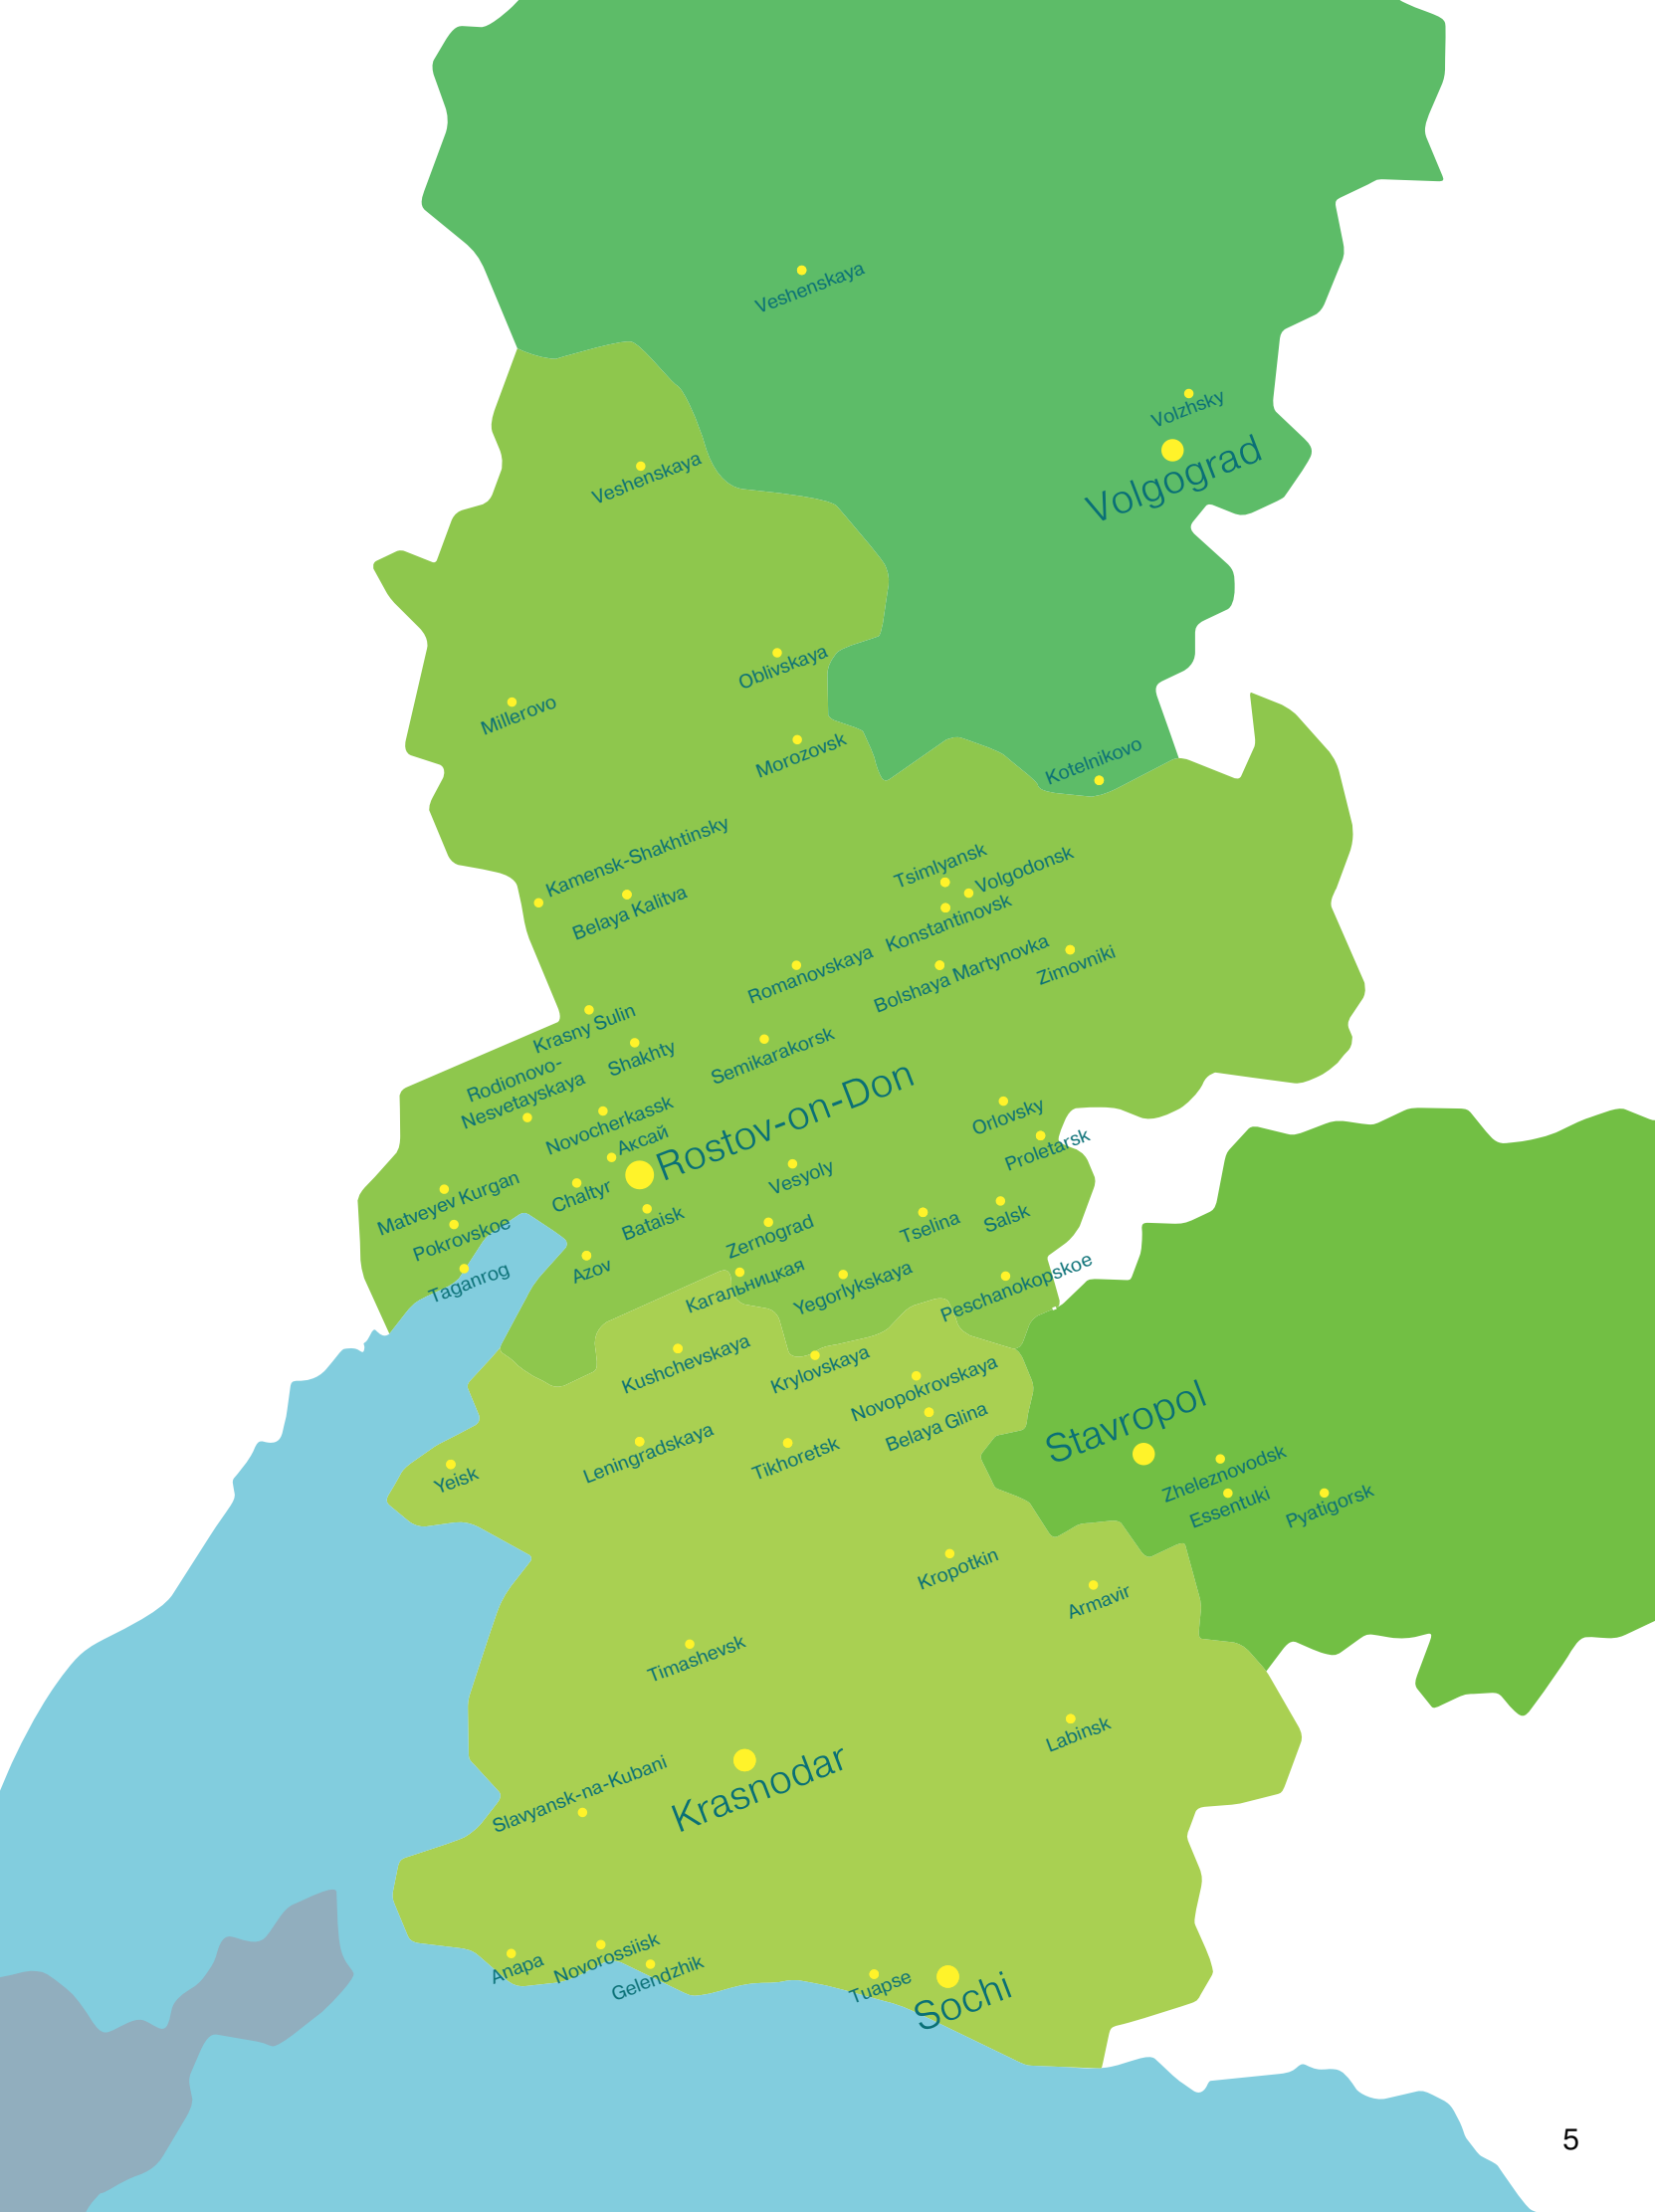 Veshenskaya
Volzhsky
Volgograd
Veshenskaya
Oblivskaya
Millerovo
Morozovsk
Kotelnikovo
Kamensk-Shakhtinsky
Belaya Kalitva
Tsimlyansk
Volgodonsk
Konstantinovsk
Romanovskaya
Bolshaya Martynovka
Zimovniki
Krasny Sulin
Shakhty
Semikarakorsk
Rodionovo-
Nesvetayskaya
Novocherkassk
Аксай
Rostov-on-Don
Orlovsky
Proletarsk
Matveyev Kurgan
Chaltyr
Vesyoly
Pokrovskoe
Bataisk
Zernograd
Tselina
Salsk
Taganrog
Azov
Кагальницкая
Yegorlykskaya
Peschanokopskoe
Kushchevskaya
Krylovskaya
Novopokrovskaya
Belaya Glina
Stavropol
Leningradskaya
Tikhoretsk
Yeisk
Zheleznovodsk
Essentuki
Pyatigorsk
Kropotkin
Armavir
Timashevsk
Labinsk
Krasnodar
Slavyansk-na-Kubani
Anapa
Novorossiisk
Gelendzhik
Tuapse
Sochi
5